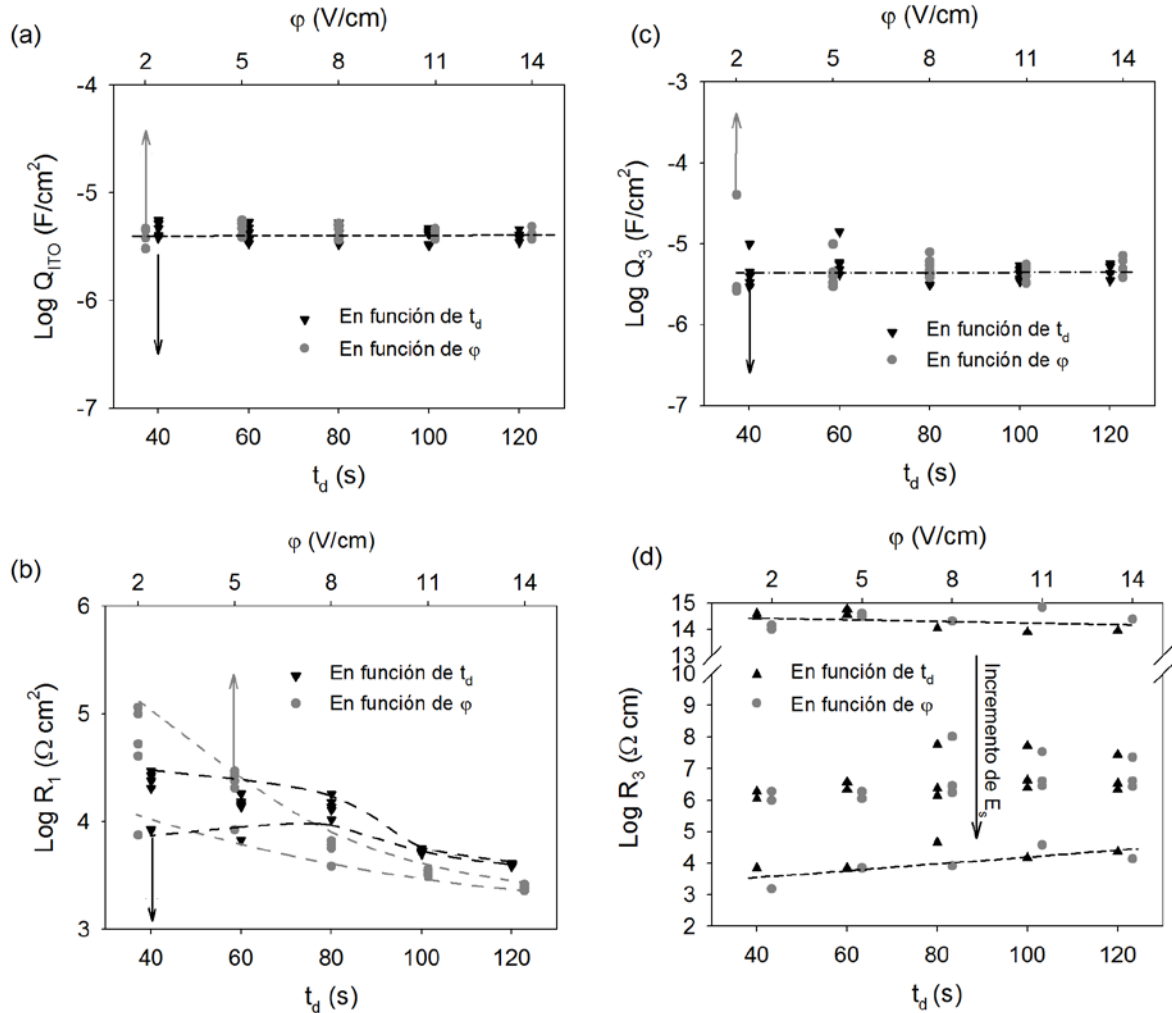 (a)
φ (V/cm)
2 5 8 11 14
-4
-5
-6
-7
Log Q_ITO (F/cm²)
En función de t_d
En función de φ
40 60 80 100 120
t_d (s)
(c)
φ (V/cm)
2 5 8 11 14
-3
-4
-5
-6
-7
Log Q_3 (F/cm²)
En función de t_d
En función de φ
40 60 80 100 120
t_d (s)
(b)
φ (V/cm)
2 5 8 11 14
6
5
4
3
Log R_1 (Ω cm²)
En función de t_d
En función de φ
40 60 80 100 120
t_d (s)
(d)
φ (V/cm)
2 5 8 11 14
15
14
13
10
9
8
7
6
5
4
3
2
Log R_3 (Ω cm)
En función de t_d
En función de φ
Incremento de E_s
40 60 80 100 120
t_d (s)